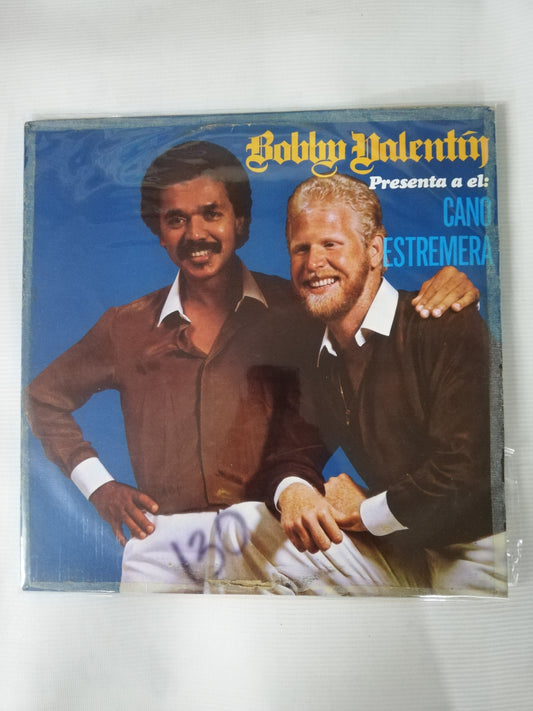 Bobby Valentín
Presenta a el:
CANO
ESTREMERA
130